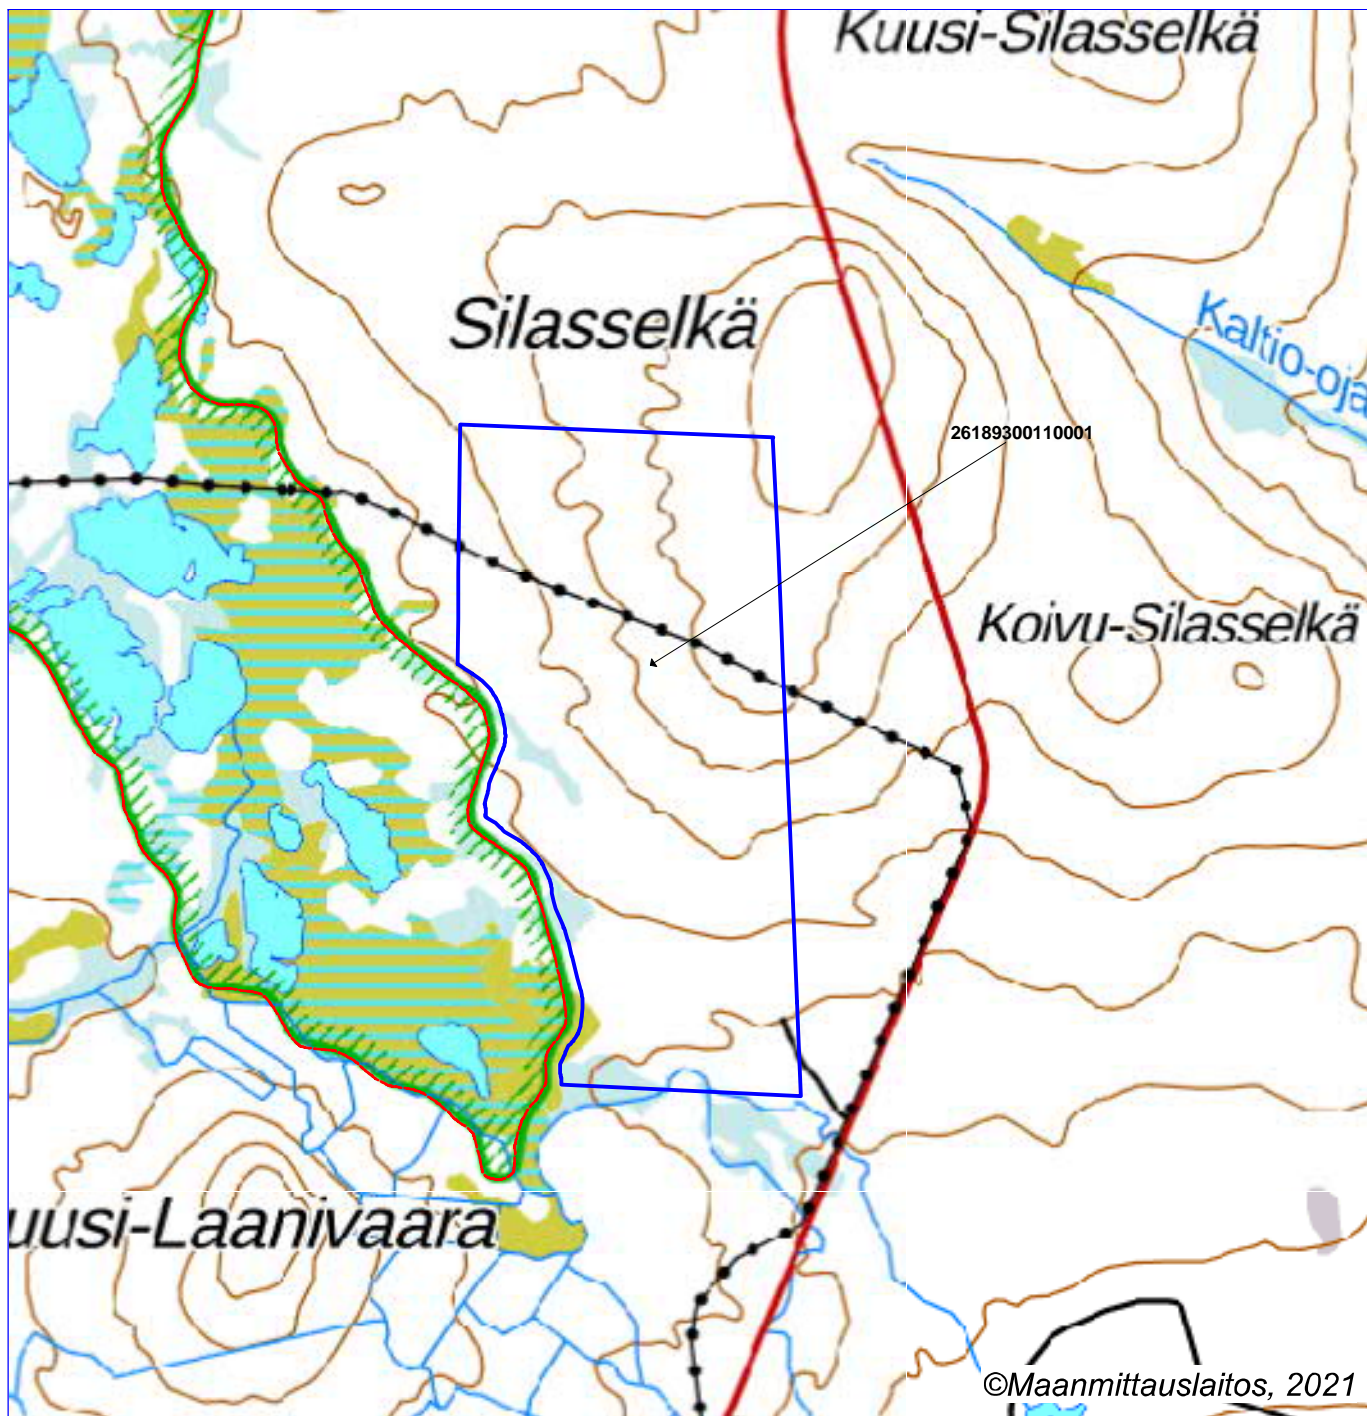 Kuusi-Silasselkä
Silasselkä
Kaltio-oja
26189300110001
Koivu-Silasselkä
uusi-Laanivaara
©Maanmittauslaitos, 2021